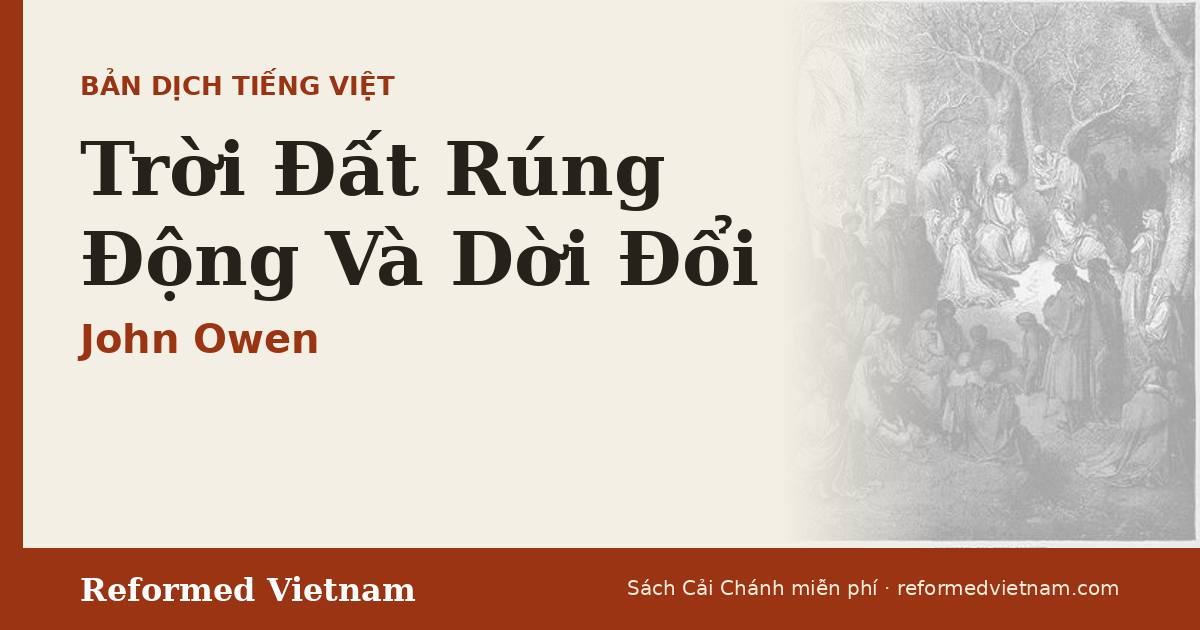 BẢN DỊCH TIẾNG VIỆT
Trời Đất Rúng
Động Và Dời Đổi
John Owen
Reformed Vietnam
Sách Cải Chánh miễn phí · reformedvietnam.com